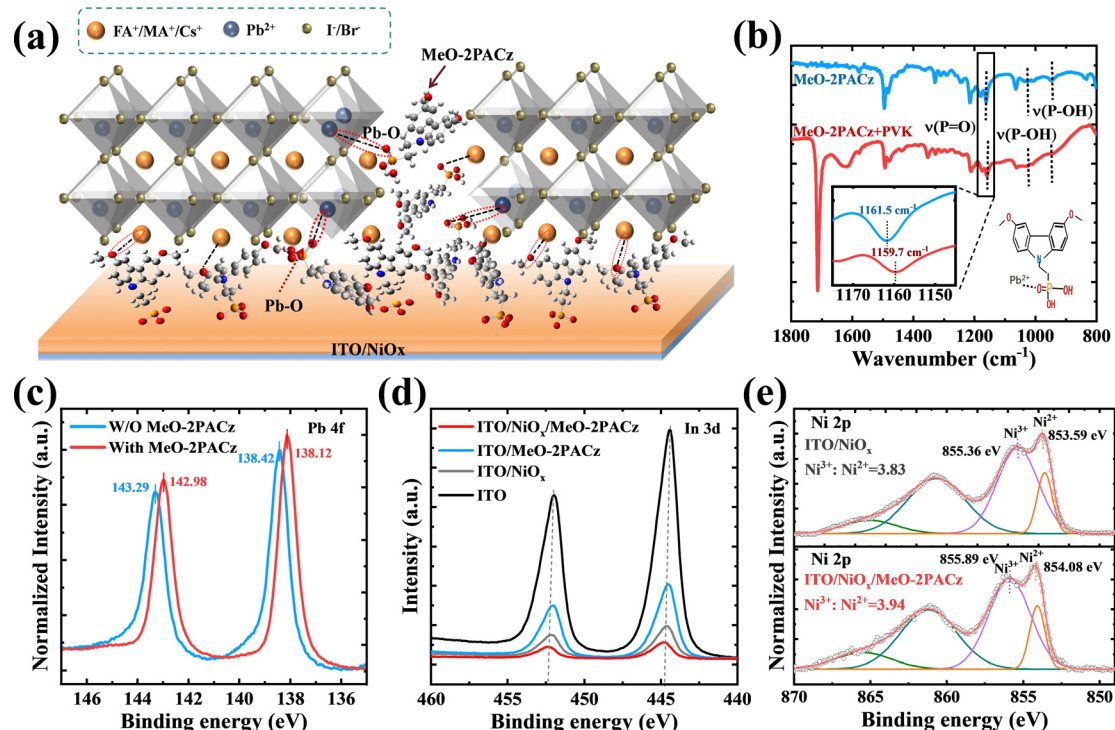 (a)
FA⁺/MA⁺/Cs⁺
Pb²⁺
I⁻/Br⁻
MeO-2PACz
Pb-O
Pb-O
ITO/NiOx
(b)
MeO-2PACz
ν(P=O)
ν(P-OH)
ν(P-OH)
MeO-2PACz+PVK
1161.5 cm⁻¹
1159.7 cm⁻¹
1170 1160 1150
O
O
N
Pb²⁺
O
P
OH
OH
1800 1600 1400 1200 1000 800
Wavenumber (cm⁻¹)
(c)
W/O MeO-2PACz
With MeO-2PACz
Pb 4f
143.29
142.98
138.42
138.12
Normalized Intensity (a.u.)
146 144 142 140 138 136
Binding energy (eV)
(d)
In 3d
ITO/NiOₓ/MeO-2PACz
ITO/MeO-2PACz
ITO/NiOₓ
ITO
Intensity (a.u.)
460 455 450 445 440
Binding energy (eV)
(e)
Ni 2p
ITO/NiOₓ
Ni³⁺: Ni²⁺=3.83
Ni³⁺
855.36 eV
Ni²⁺
853.59 eV
Ni 2p
ITO/NiOₓ/MeO-2PACz
Ni³⁺: Ni²⁺=3.94
855.89 eV
Ni³⁺
Ni²⁺
854.08 eV
Normalized Intensity (a.u.)
870 865 860 855 850
Binding energy (eV)